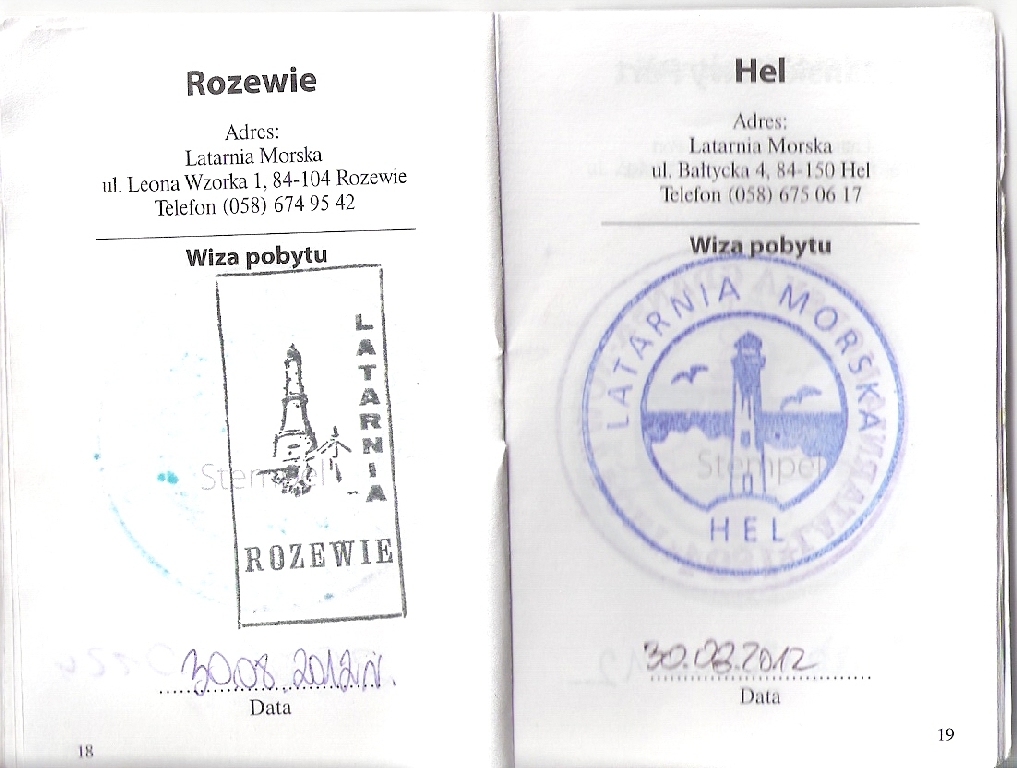 Rozewie
Adres:
Latarnia Morska
ul. Leona Wzorka 1, 84-104 Rozewie
Telefon (058) 674 95 42
Wiza pobytu
LATARNIA
Stempel
ROZEWIE
30.08.2012 r.
Data
18
Hel
Adres:
Latarnia Morska
ul. Bałtycka 4, 84-150 Hel
Telefon (058) 675 06 17
Wiza pobytu
LATARNIA MORSKA
Stempel
HEL
30.08.2012
Data
19